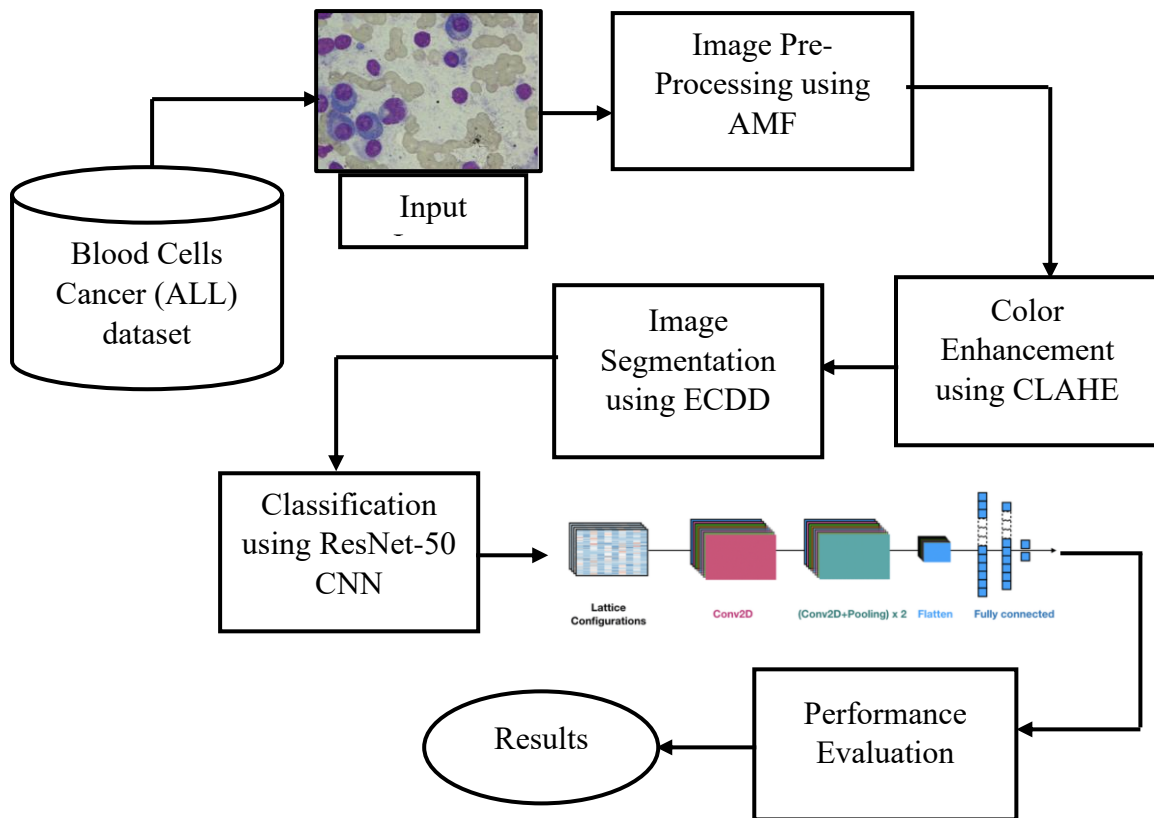 Blood Cells
Cancer (ALL)
dataset
Input
Image Pre-
Processing using
AMF
Color
Enhancement
using CLAHE
Image
Segmentation
using ECDD
Classification
using ResNet-50
CNN
Lattice
Configurations
Conv2D
(Conv2D+Pooling) x 2
Flatten
Fully connected
Performance
Evaluation
Results